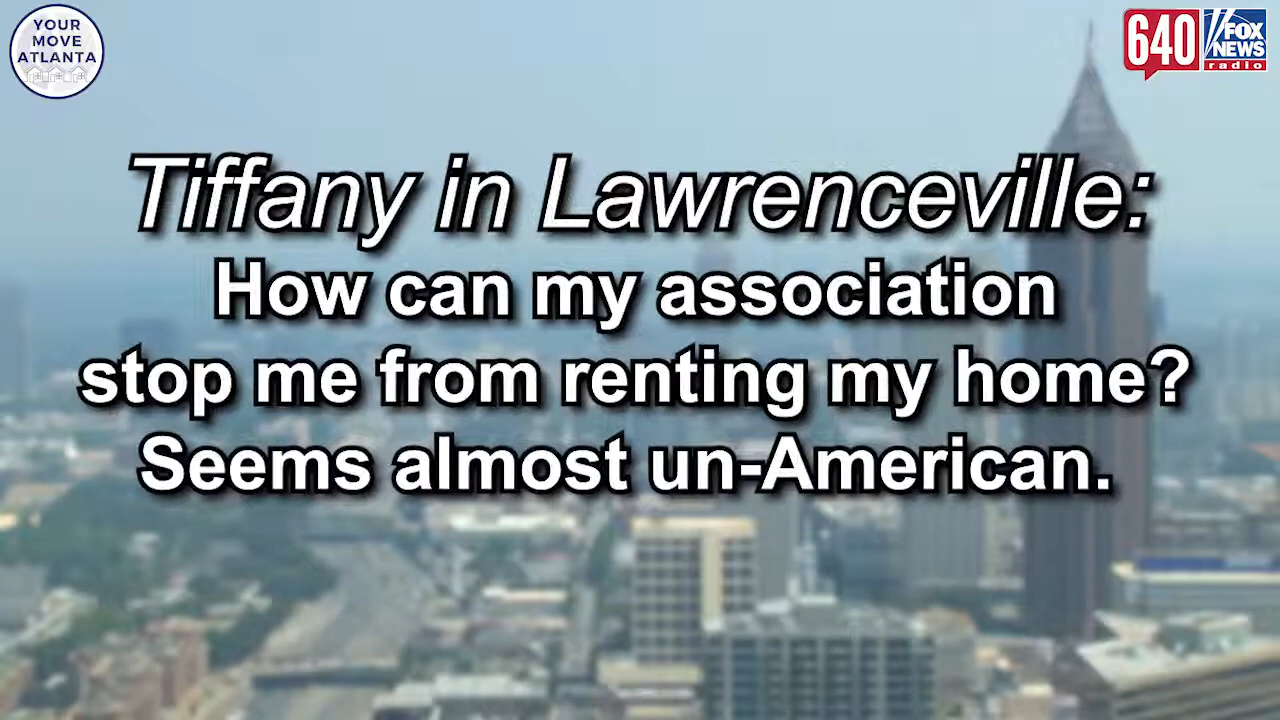 YOUR
MOVE
ATLANTA
640
FOX
NEWS
radio
Tiffany in Lawrenceville:
How can my association
stop me from renting my home?
Seems almost un-American.